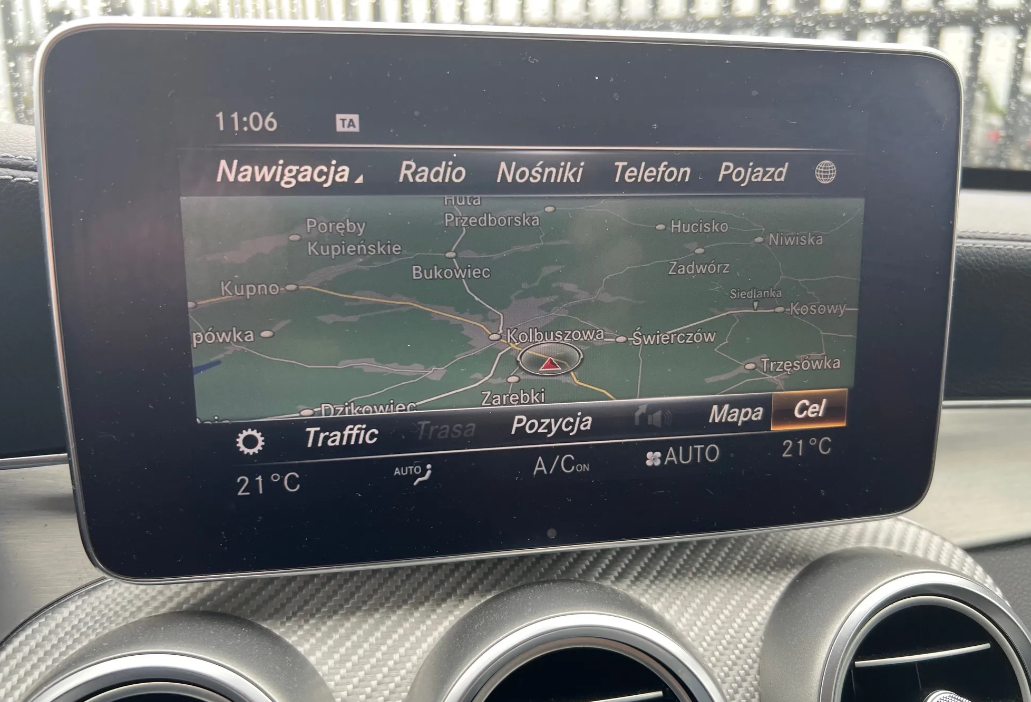 11:06 TA
Nawigacja Radio Nośniki Telefon Pojazd
Huta
Przedborska
Poręby
Kupieńskie
Hucisko
Niwiska
Bukowiec
Zadwórz
Kupno
Siedlanka
Kosowy
pówka
Kolbuszowa
Świerczów
Trzęsówka
Zarębki
Dzikowiec
Traffic Trasa Pozycja Mapa Cel
21°C AUTO A/C ON AUTO 21°C